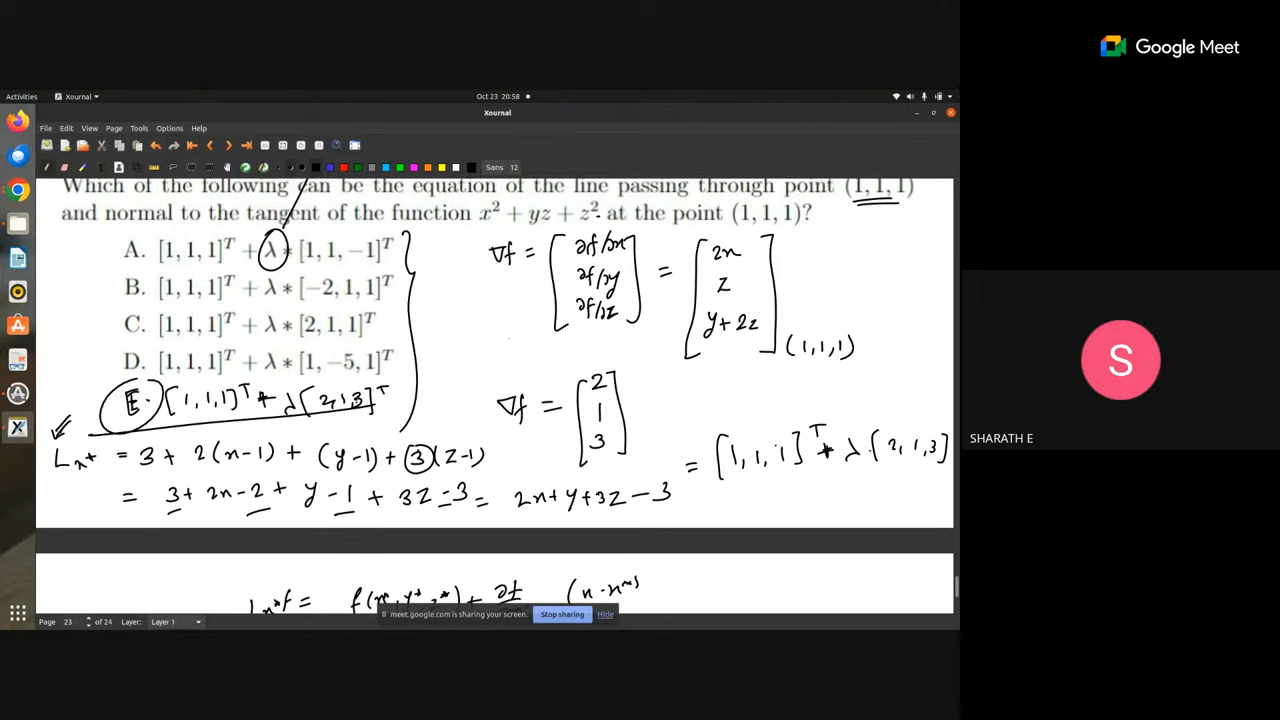 Google Meet
Activities
Xournal
Oct 23 20:58
Xournal
File Edit View Page Tools Options Help
Sans 12
Which of the following can be the equation of the line passing through point (1, 1, 1)
and normal to the tangent of the function x² + yz + z² at the point (1, 1, 1)?
A. [1, 1, 1]ᵀ + λ * [1, 1, −1]ᵀ
B. [1, 1, 1]ᵀ + λ * [−2, 1, 1]ᵀ
C. [1, 1, 1]ᵀ + λ * [2, 1, 1]ᵀ
D. [1, 1, 1]ᵀ + λ * [1, −5, 1]ᵀ
E. [1, 1, 1]ᵀ + λ[2, 1, 3]ᵀ
∇f = [∂f/∂x ∂f/∂y ∂f/∂z] = [2x z y+2z] (1,1,1)
∇f = [2 1 3]
= [1, 1, 1]ᵀ + λ.[2, 1, 3]
Lx* = 3 + 2(x−1) + (y−1) + 3(z−1)
= 3 + 2x − 2 + y − 1 + 3z − 3 = 2x + y + 3z − 3
Lx*f = f(x*, y*, z*) + ∂f (x − x*)
meet.google.com is sharing your screen. Stop sharing Hide
Page 23 of 24 Layer: Layer 1
S
SHARATH E